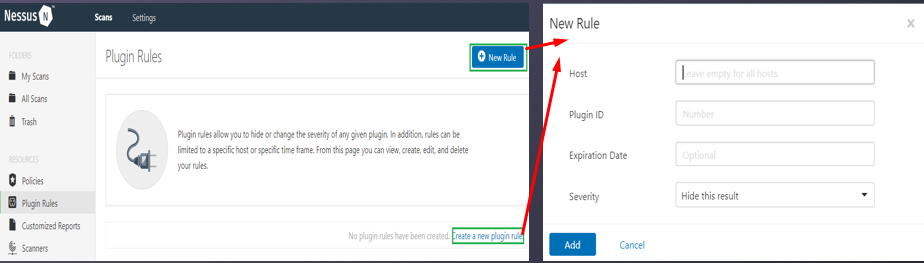 Nessus N
Scans
Settings
FOLDERS
My Scans
All Scans
Trash
RESOURCES
Policies
Plugin Rules
Customized Reports
Scanners
Plugin Rules
New Rule
Plugin rules allow you to hide or change the severity of any given plugin. In addition, rules can be
limited to a specific host or specific time frame. From this page you can view, create, edit, and delete
your rules.
No plugin rules have been created. Create a new plugin rule.
New Rule
×
Host
Leave empty for all hosts.
Plugin ID
Number
Expiration Date
Optional
Severity
Hide this result
Add
Cancel